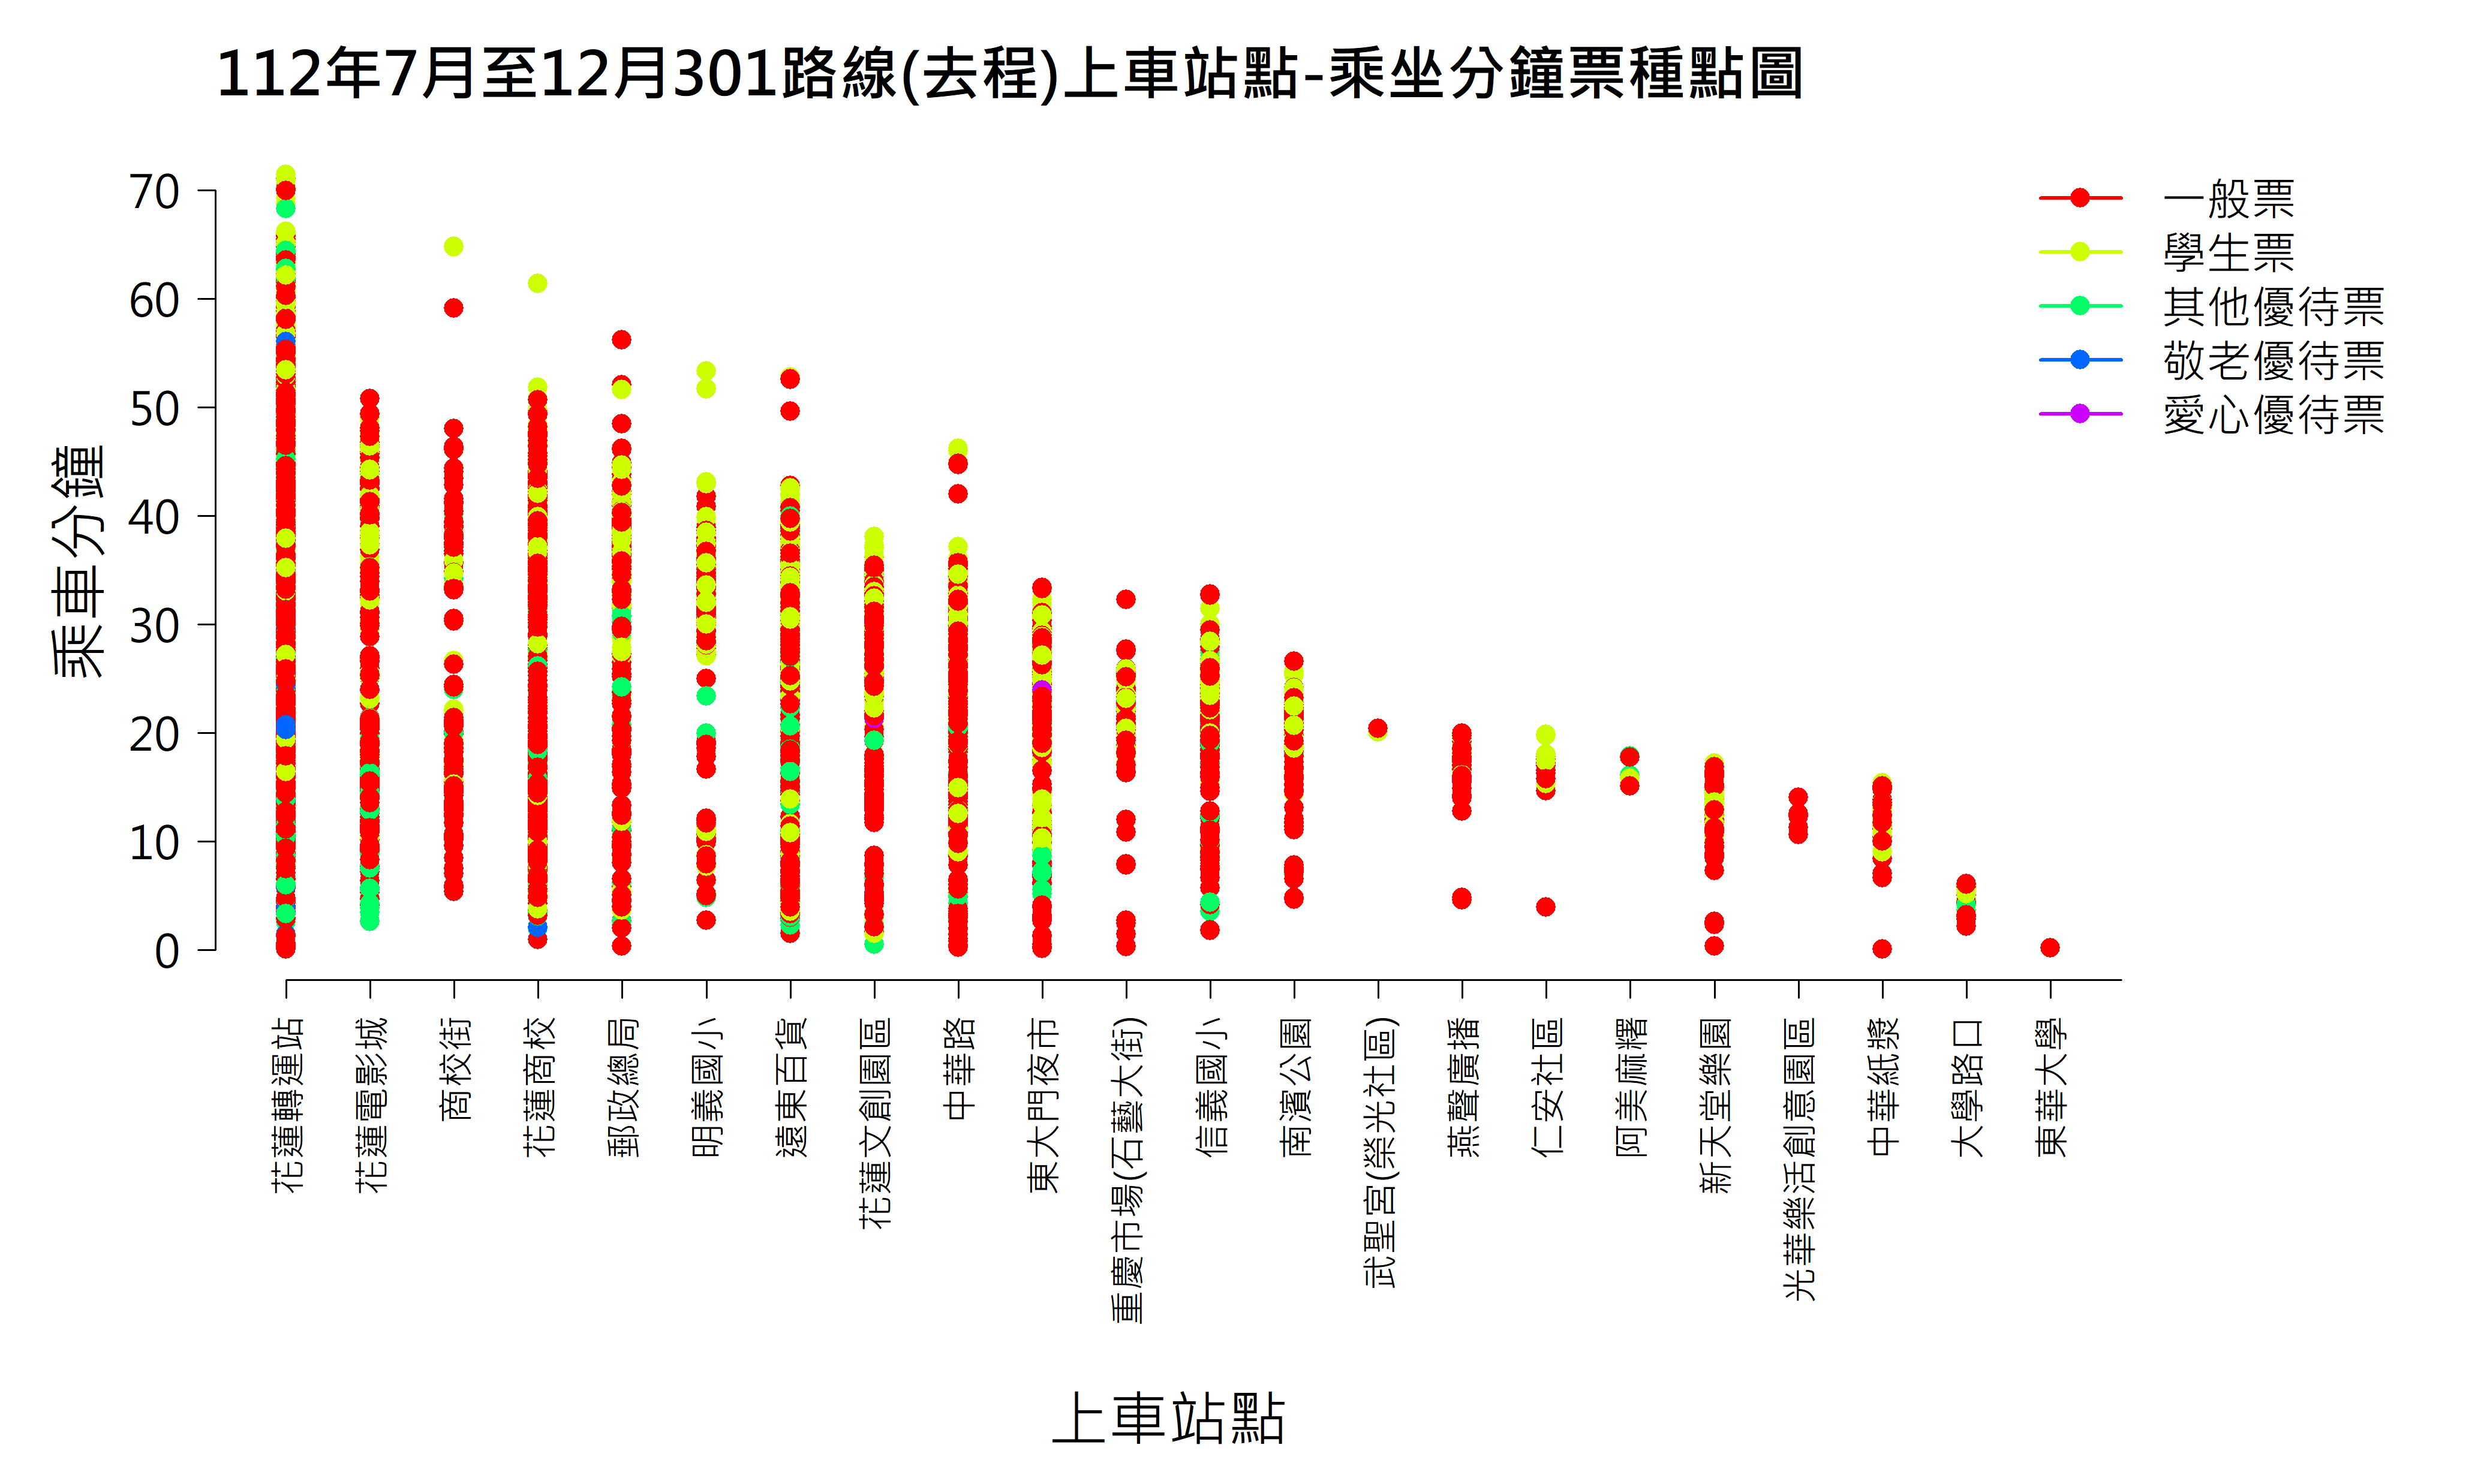 112年7月至12月301路線(去程)上車站點-乘坐分鐘票種點圖
一般票
學生票
其他優待票
敬老優待票
愛心優待票
乘車分鐘
70
60
50
40
30
20
10
0
花蓮轉運站
花蓮電影城
商校街
花蓮商校
郵政總局
明義國小
遠東百貨
花蓮文創園區
中華路
東大門夜市
重慶市場(石藝大街)
信義國小
南濱公園
武聖宮(榮光社區)
燕聲廣播
仁安社區
阿美麻糬
新天堂樂園
光華樂活創意園區
中華紙漿
大學路口
東華大學
上車站點